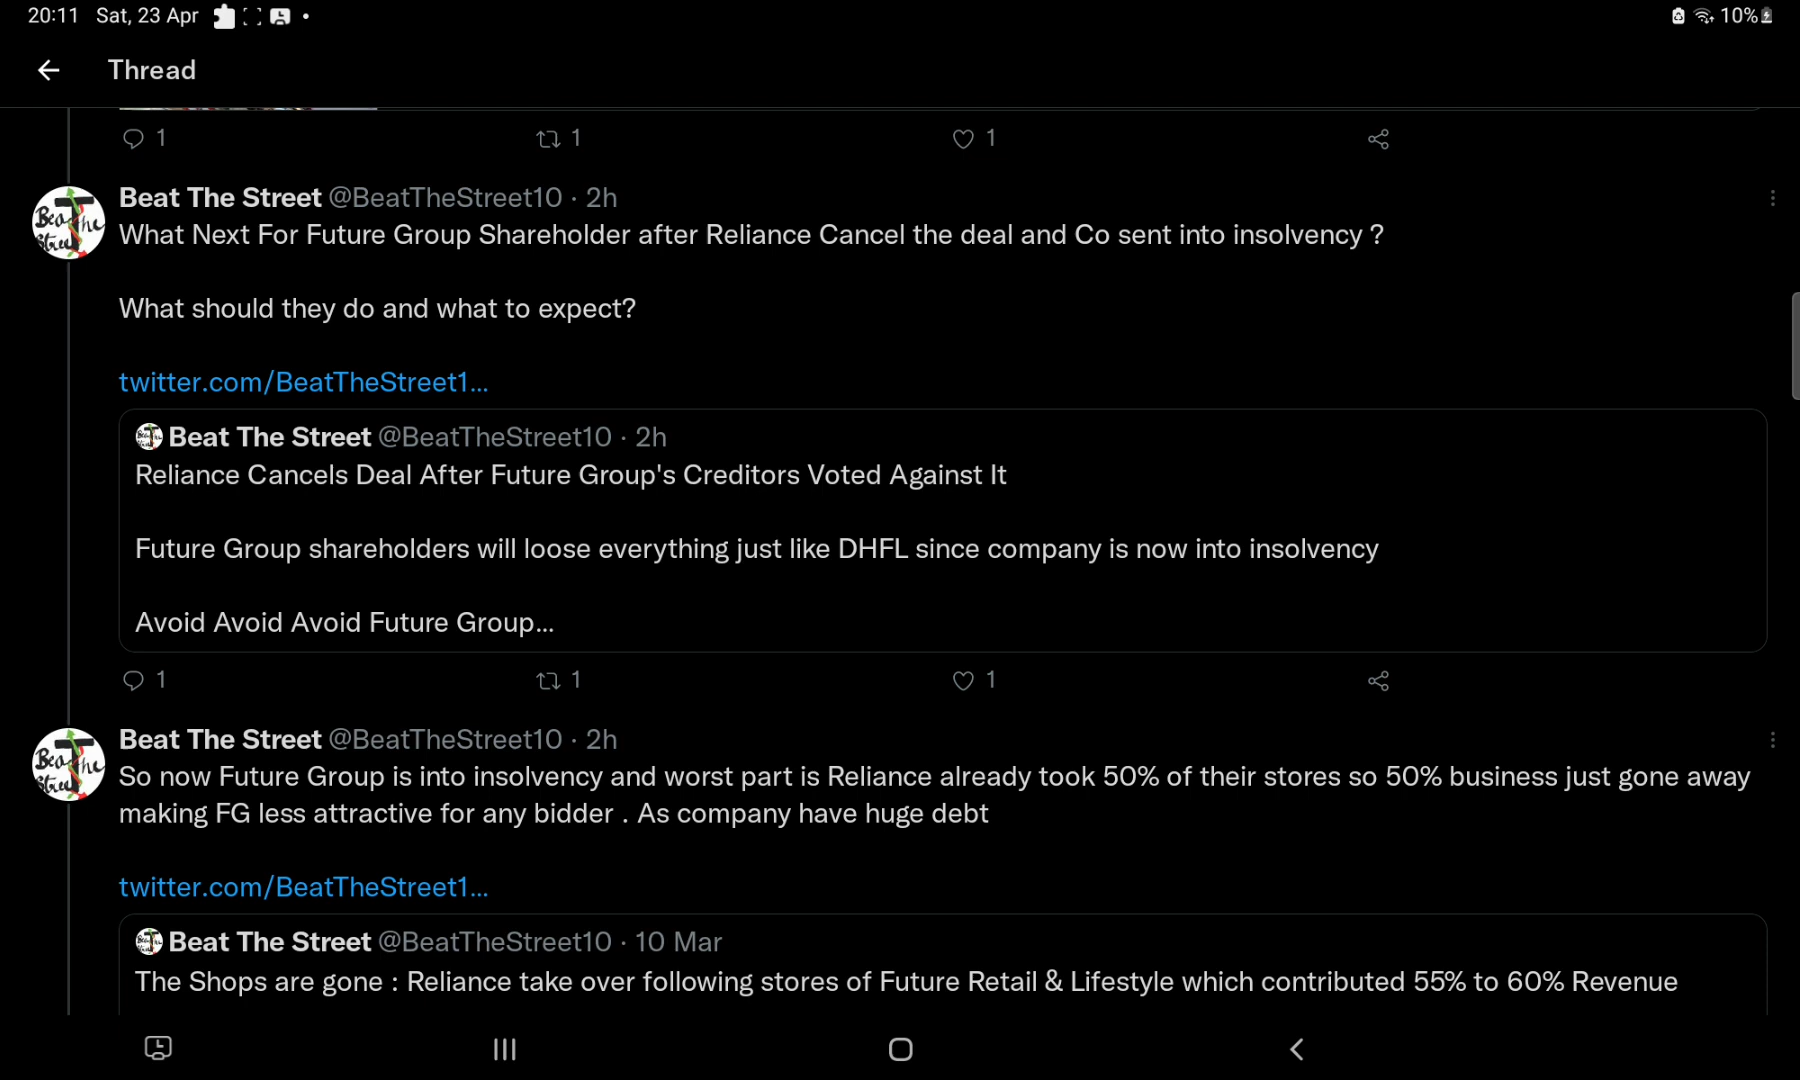 20:11 Sat, 23 Apr
10%
Thread
1 1 1
Beat The Street @BeatTheStreet10 · 2h
What Next For Future Group Shareholder after Reliance Cancel the deal and Co sent into insolvency ?
What should they do and what to expect?
twitter.com/BeatTheStreet1...
Beat The Street @BeatTheStreet10 · 2h
Reliance Cancels Deal After Future Group's Creditors Voted Against It
Future Group shareholders will loose everything just like DHFL since company is now into insolvency
Avoid Avoid Avoid Future Group...
1 1 1
Beat The Street @BeatTheStreet10 · 2h
So now Future Group is into insolvency and worst part is Reliance already took 50% of their stores so 50% business just gone away
making FG less attractive for any bidder . As company have huge debt
twitter.com/BeatTheStreet1...
Beat The Street @BeatTheStreet10 · 10 Mar
The Shops are gone : Reliance take over following stores of Future Retail & Lifestyle which contributed 55% to 60% Revenue